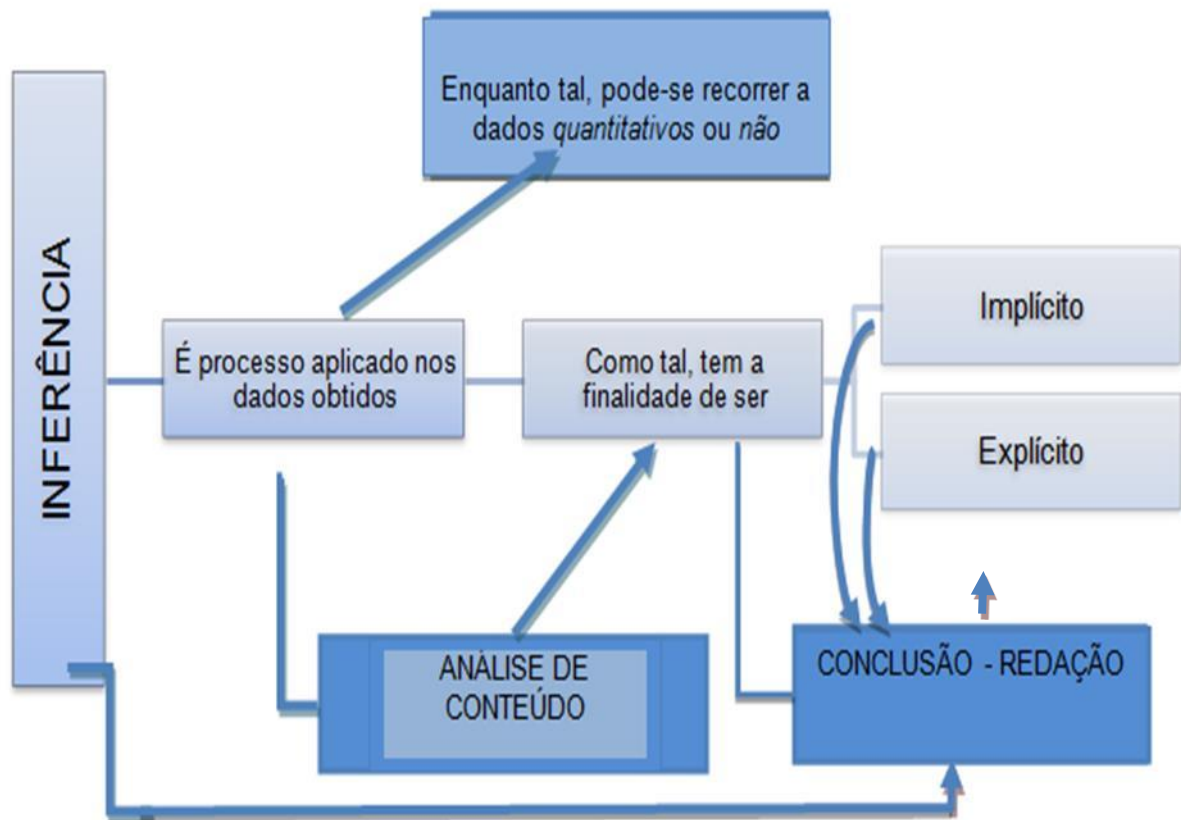 Enquanto tal, pode-se recorrer a
dados quantitativos ou não
INFERÊNCIA
É processo aplicado nos
dados obtidos
Como tal, tem a
finalidade de ser
Implícito
Explícito
ANÁLISE DE
CONTEÚDO
CONCLUSÃO - REDAÇÃO